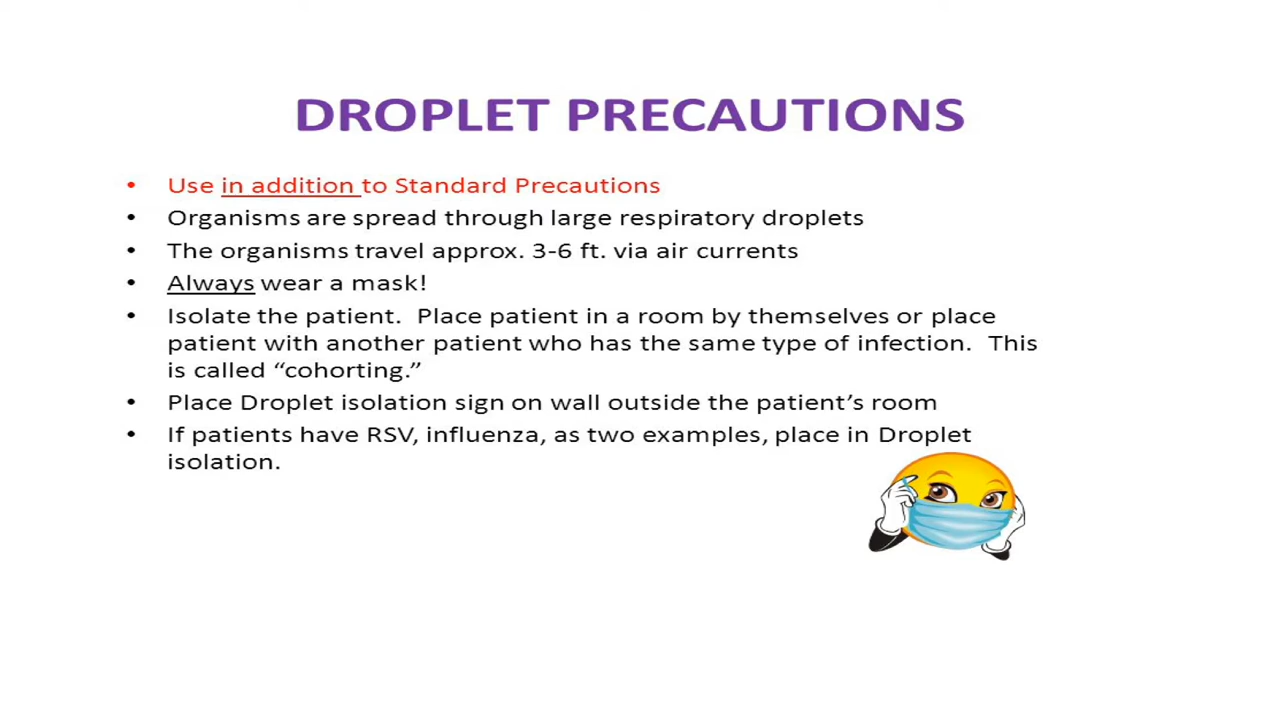 DROPLET PRECAUTIONS
• Use in addition to Standard Precautions
• Organisms are spread through large respiratory droplets
• The organisms travel approx. 3-6 ft. via air currents
• Always wear a mask!
• Isolate the patient.  Place patient in a room by themselves or place
patient with another patient who has the same type of infection.  This
is called “cohorting.”
• Place Droplet isolation sign on wall outside the patient’s room
• If patients have RSV, influenza, as two examples, place in Droplet
isolation.